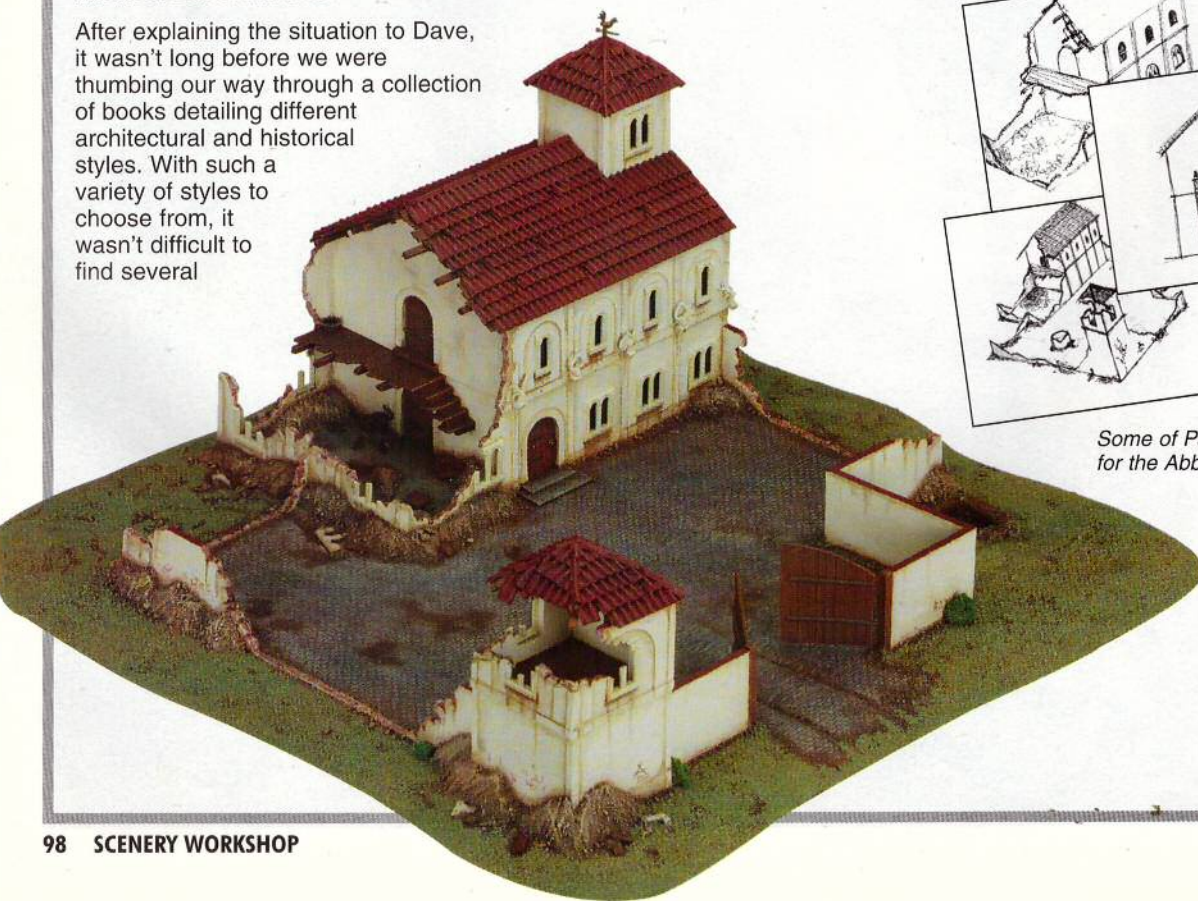 After explaining the situation to Dave,
it wasn't long before we were
thumbing our way through a collection
of books detailing different
architectural and historical
styles. With such a
variety of styles to
choose from, it
wasn't difficult to
find several
Some of
for the
98 SCENERY WORKSHOP